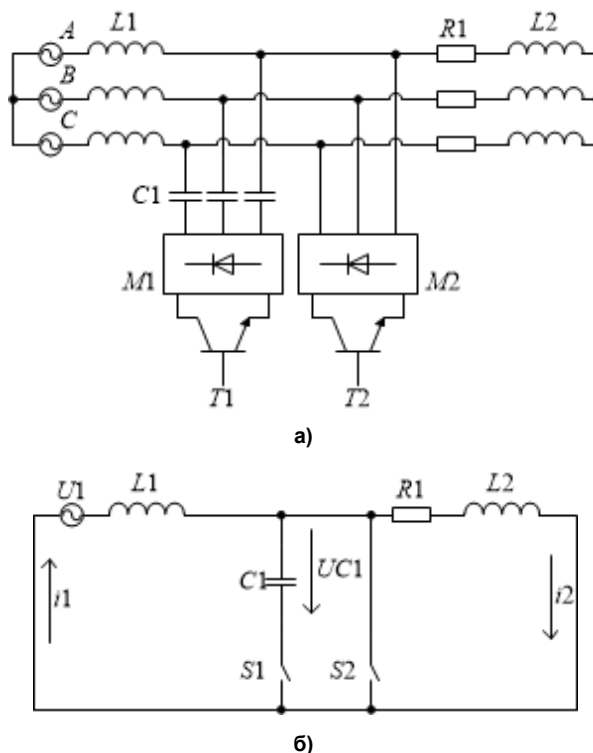 A L1 R1 L2
B
C
C1
M1 M2
T1 T2
а)
U1 L1 R1 L2
C1 UC1
i1 i2
S1 S2
б)